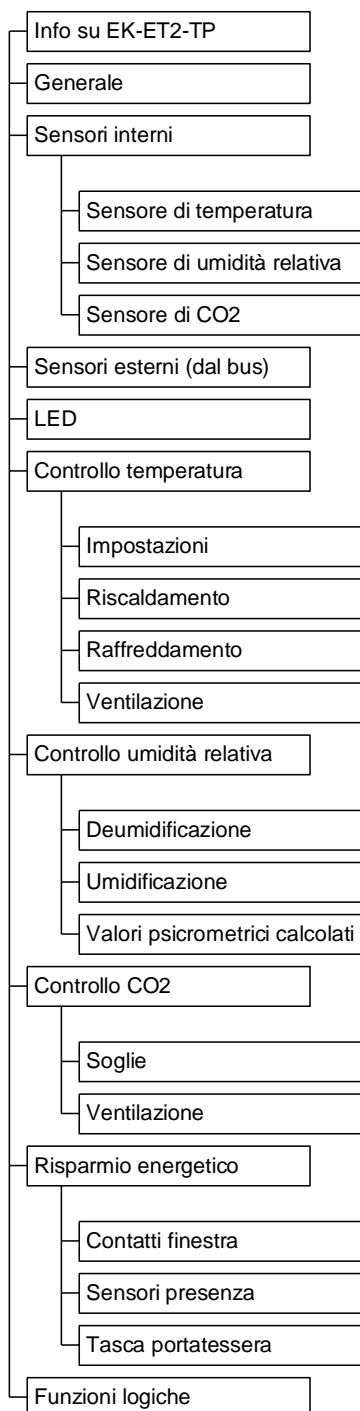 Info su EK-ET2-TP
Generale
Sensori interni
Sensore di temperatura
Sensore di umidità relativa
Sensore di CO2
Sensori esterni (dal bus)
LED
Controllo temperatura
Impostazioni
Riscaldamento
Raffreddamento
Ventilazione
Controllo umidità relativa
Deumidificazione
Umidificazione
Valori psicrometrici calcolati
Controllo CO2
Soglie
Ventilazione
Risparmio energetico
Contatti finestra
Sensori presenza
Tasca portatessera
Funzioni logiche